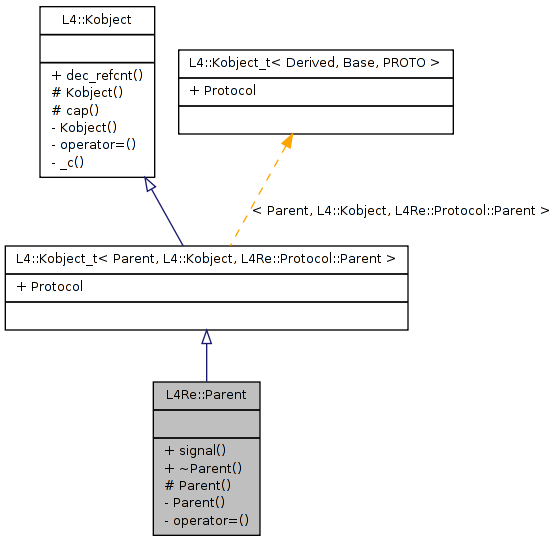 L4::Kobject
+ dec_refcnt()
# Kobject()
# cap()
- Kobject()
- operator=()
- _c()
L4::Kobject_t< Derived, Base, PROTO >
+ Protocol
< Parent, L4::Kobject, L4Re::Protocol::Parent >
L4::Kobject_t< Parent, L4::Kobject, L4Re::Protocol::Parent >
+ Protocol
L4Re::Parent
+ signal()
+ ~Parent()
# Parent()
- Parent()
- operator=()